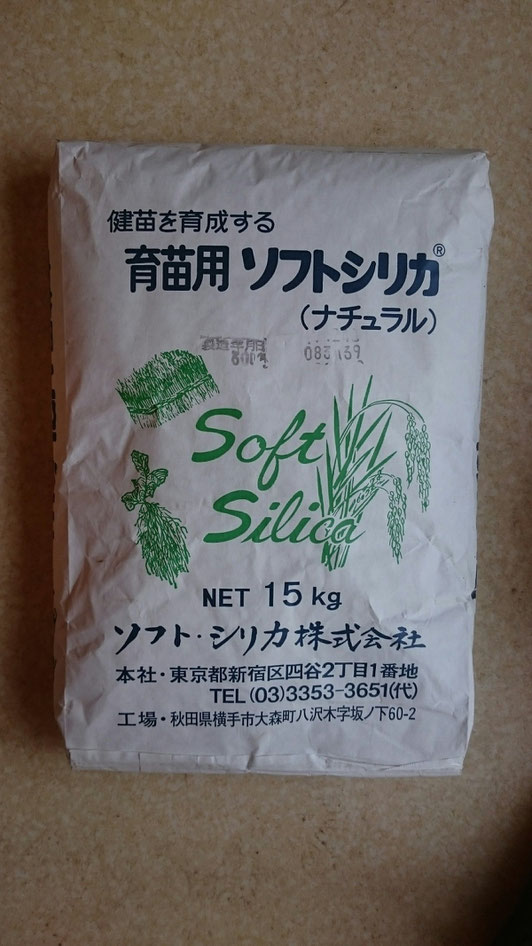 健苗を育成する
育苗用 ソフトシリカ®
(ナチュラル)
Soft
Silica
NET 15 kg
ソフト・シリカ株式会社
本社・東京都新宿区四谷2丁目1番地
TEL (03)3353-3651(代)
工場・秋田県横手市大森町八沢木字坂ノ下60-2